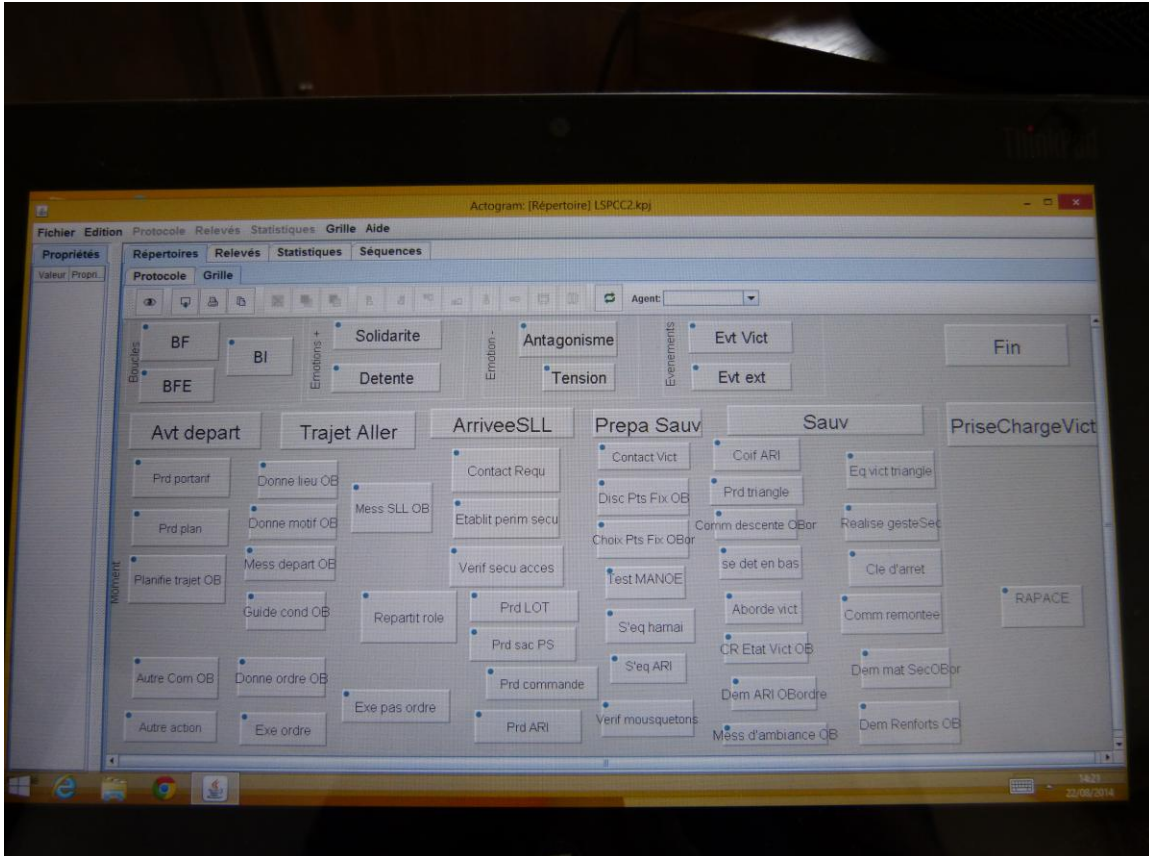 ThinkPad
Actogram: [Répertoire] LSPCC2.kpj
Fichier Edition Protocole Relevés Statistiques Grille Aide
Propriétés
Répertoires Relevés Statistiques Séquences
Valeur Propri...
Protocole Grille
Agent:
Boucles
BF
BI
BFE
Emotions +
Solidarite
Detente
Emotion -
Antagonisme
Tension
Evenements
Evt Vict
Evt ext
Fin
Avt depart
Trajet Aller
ArriveeSLL
Prepa Sauv
Sauv
PriseChargeVict
Moment
Prd portarif
Prd plan
Planifie trajet OB
Autre Com OB
Autre action
Donne lieu OB
Donne motif OB
Mess depart OB
Guide cond OB
Donne ordre OB
Exe ordre
Mess SLL OB
Repartit role
Exe pas ordre
Contact Requ
Etablit perim secu
Verif secu acces
Prd LOT
Prd sac PS
Prd commande
Prd ARI
Contact Vict
Disc Pts Fix OB
Choix Pts Fix OBor
Test MANOE
S'eq harnai
S'eq ARI
Verif mousquetons
Coif ARI
Prd triangle
Comm descente OBor
se det en bas
Aborde vict
CR Etat Vict OB
Dem ARI OBordre
Mess d'ambiance OB
Eq vict triangle
Realise gesteSec
Cle d'arret
Comm remontee
Dem mat SecOBor
Dem Renforts OB
RAPACE
14:21
22/08/2014